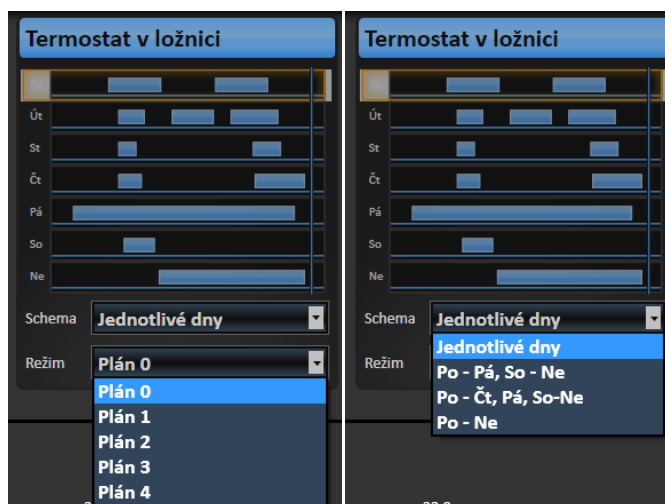 Termostat v ložnici
Po
Út
St
Čt
Pá
So
Ne
Schema Jednotlivé dny
Režim Plán 0
Plán 0
Plán 1
Plán 2
Plán 3
Plán 4
Termostat v ložnici
Út
St
Čt
Pá
So
Ne
Schema Jednotlivé dny
Režim
Jednotlivé dny
Po - Pá, So - Ne
Po - Čt, Pá, So-Ne
Po - Ne